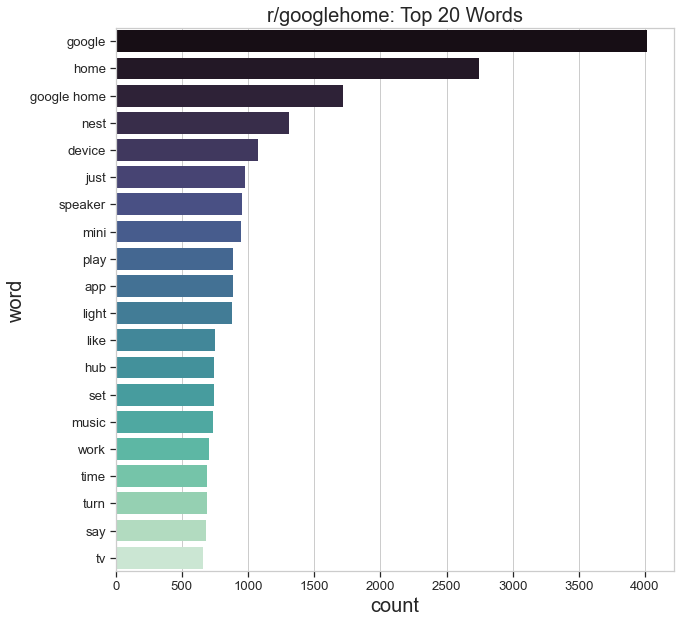 r/googlehome: Top 20 Words
google
home
google home
nest
device
just
speaker
mini
play
app
light
like
hub
set
music
work
time
turn
say
tv
word
0 500 1000 1500 2000 2500 3000 3500 4000
count